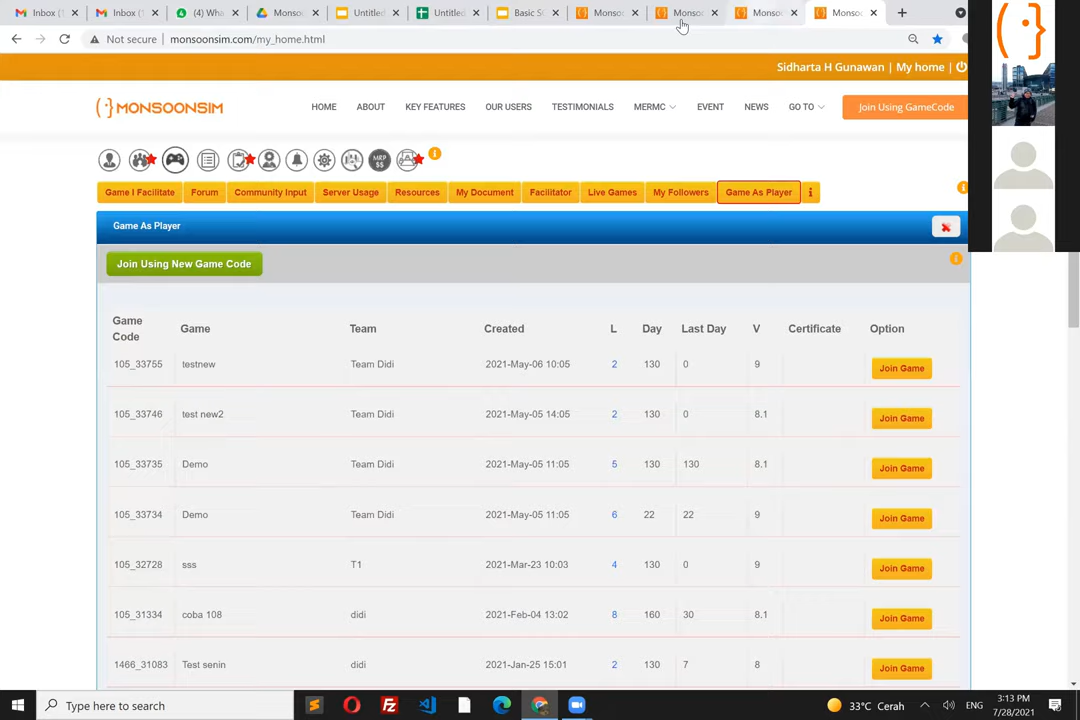 Inbox (1
Inbox (1
(4) Wha
Monsoo
Untitled
Untitled
Basic SC
Monsoo
Monsoo
Monsoo
Monsoo
Not secure | monsoonsim.com/my_home.html
Sidharta H Gunawan | My home |
MONSOONSIM
HOME ABOUT KEY FEATURES OUR USERS TESTIMONIALS MERMC EVENT NEWS GO TO Join Using GameCode
MRP $$
Game I Facilitate Forum Community Input Server Usage Resources My Document Facilitator Live Games My Followers Game As Player
Game As Player
Join Using New Game Code
Game Code Game Team Created L Day Last Day V Certificate Option
105_33755 testnew Team Didi 2021-May-06 10:05 2 130 0 9 Join Game
105_33746 test new2 Team Didi 2021-May-05 14:05 2 130 0 8.1 Join Game
105_33735 Demo Team Didi 2021-May-05 11:05 5 130 130 8.1 Join Game
105_33734 Demo Team Didi 2021-May-05 11:05 6 22 22 9 Join Game
105_32728 sss T1 2021-Mar-23 10:03 4 130 0 9 Join Game
105_31334 coba 108 didi 2021-Feb-04 13:02 8 160 30 8.1 Join Game
1466_31083 Test senin didi 2021-Jan-25 15:01 2 130 7 8 Join Game
Type here to search
33°C Cerah
ENG
3:13 PM
7/28/2021